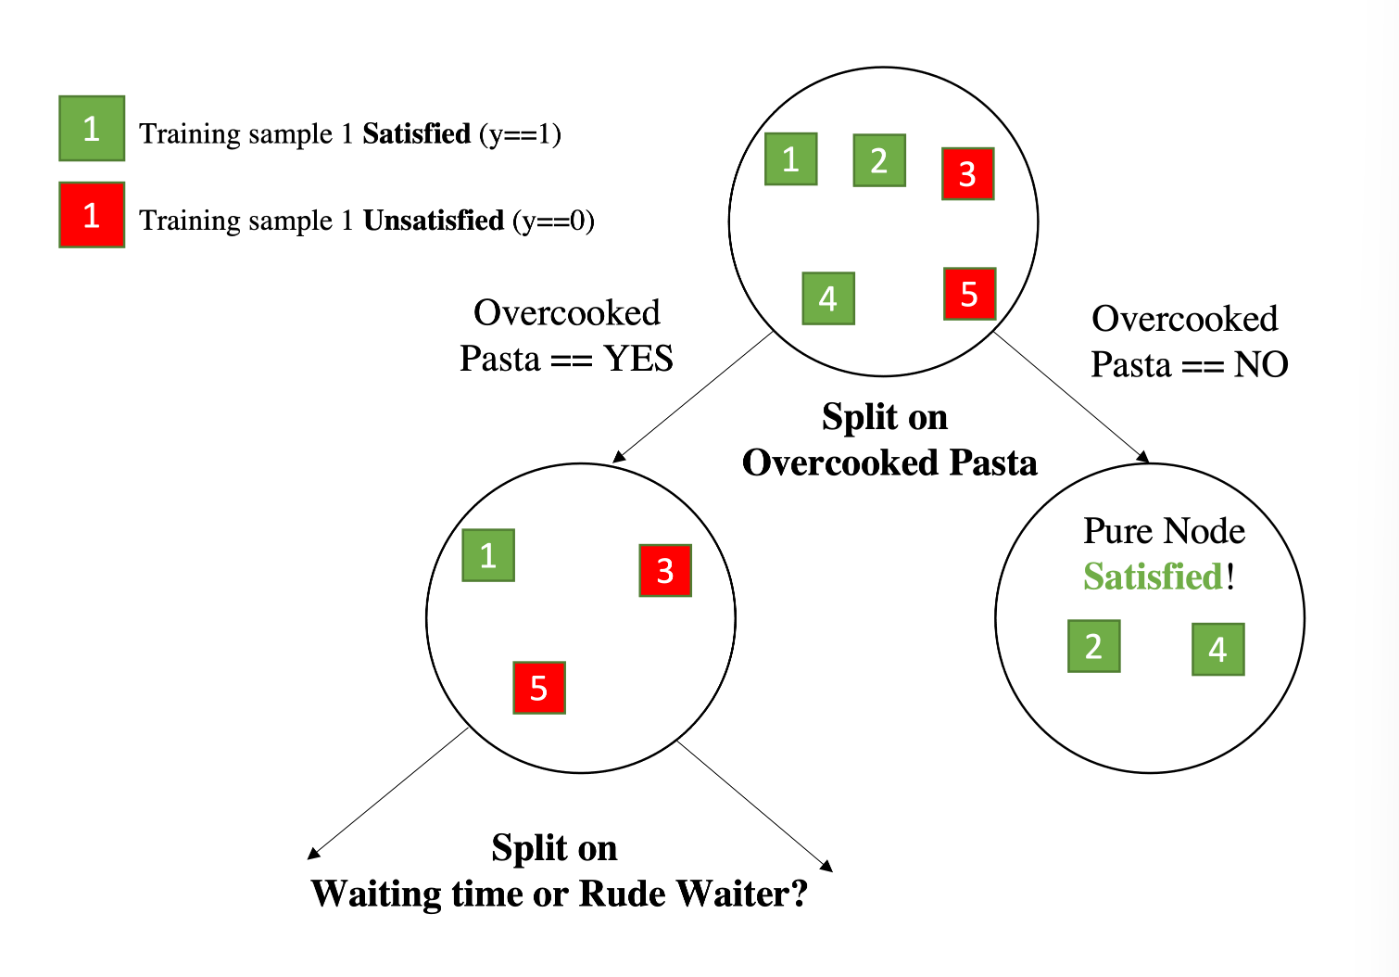 1 Training sample 1 Satisfied (y==1)
1 Training sample 1 Unsatisfied (y==0)
1 2 3
4 5
Overcooked
Pasta == YES
Overcooked
Pasta == NO
Split on
Overcooked Pasta
1 3
5
Pure Node
Satisfied!
2 4
Split on
Waiting time or Rude Waiter?